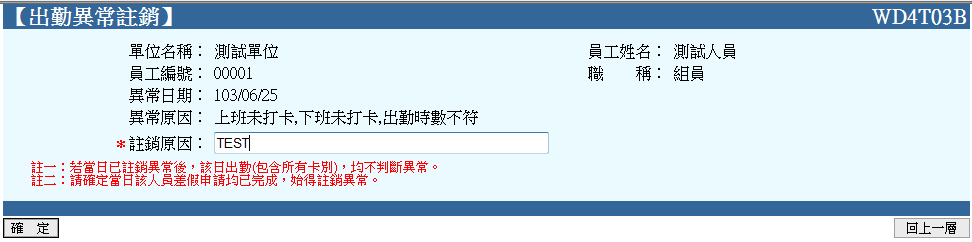 【出勤異常註銷】 WD4T03B
單位名稱： 測試單位 員工姓名： 測試人員
員工編號： 00001 職　　稱： 組員
異常日期： 103/06/25
異常原因： 上班未打卡,下班未打卡,出勤時數不符
*註銷原因： TEST
註一：若當日已註銷異常後，該日出勤(包含所有卡別)，均不判斷異常。
註二：請確定當日該人員差假申請均已完成，始得註銷異常。
確　定 回上一層